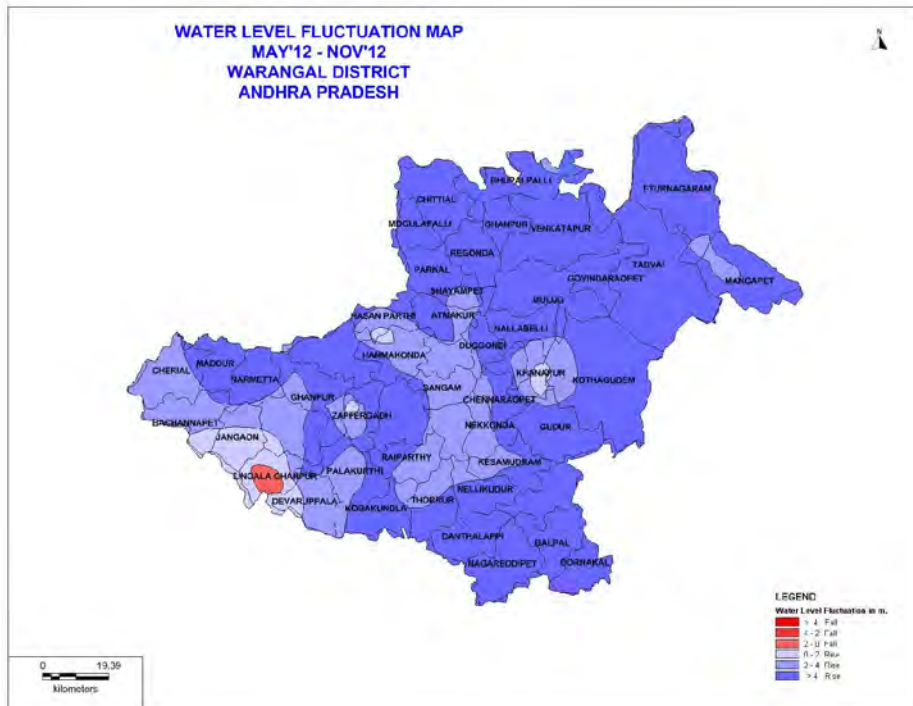 WATER LEVEL FLUCTUATION MAP
MAY'12 - NOV'12
WARANGAL DISTRICT
ANDHRA PRADESH
N
BHUPALPALLI
ETURNAGARAM
CHITTIAL
MOGULAPALLI
GHANPUR
VENKATAPUR
REGONDA
TADVAI
PARKAL
GOVINDARAOPET
MANGAPET
SHAYAMPET
MULUG
HASAN PARTHI
ATMAKUR
NALLABELLI
DUGGONDI
HANMAKONDA
MADDUR
CHERIAL
NARMETTA
KHANAPUR
KOTHAGUDEM
SANGAM
GHANPUR
CHENNARAOPET
ZAFFERGADH
BACHANNAPET
NEKKONDA
GUDUR
JANGAON
RAIPARTHY
KESAMUDRAM
LINGALA GHANPUR
PALAKURTHI
NELLIKUDUR
DEVARUPPALA
THORRUR
KODAKUNDLA
DANTHALAPPI
NAGAREDDIPET
DORNAKAL
LEGEND
Water Level Fluctuation in m.
> 4 Fall
4 - 2 Fall
2 - 0 Fall
0 - 2 Rise
2 - 4 Rise
> 4 Rise
0 19.39
kilometers